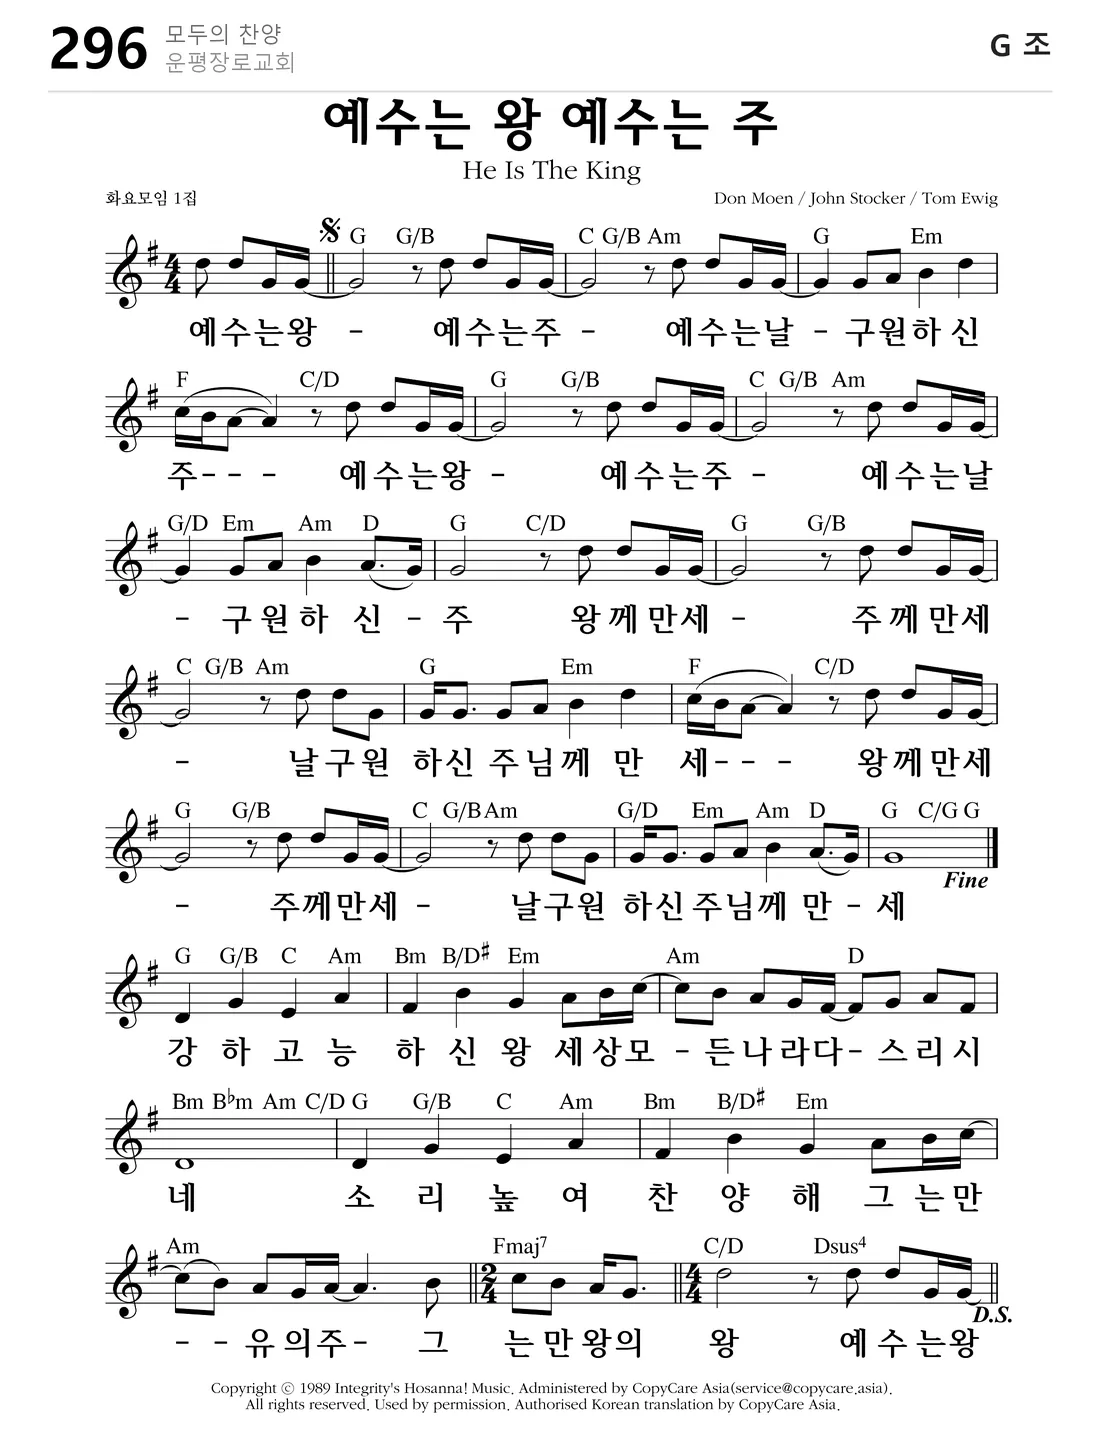 296 모두의 찬양
운평장로교회
G 조
예수는 왕 예수는 주
He Is The King
화요모임 1집
Don Moen / John Stocker / Tom Ewig
G G/B C G/B Am G Em
예수는왕 - 예수는주 - 예수는날 - 구원하 신
F C/D G G/B C G/B Am
주- - - 예수는왕 - 예수는주 - 예수는날
G/D Em Am D G C/D G G/B
- 구 원 하 신 - 주 왕께만세 - 주께만세
C G/B Am G Em F C/D
- 날구원 하신 주님께 만 세- - - 왕께만세
G G/B C G/B Am G/D Em Am D G C/G G
Fine
- 주께만세 - 날구원 하신 주님께 만 - 세
G G/B C Am Bm B/D♯ Em Am D
강 하 고 능 하 신 왕 세상모 - 든나라다- 스리시
Bm B♭m Am C/D G G/B C Am Bm B/D♯ Em
네 소 리 높 여 찬 양 해 그 는만
Am Fmaj7 C/D Dsus4
4 4 2 4 4 4
D.S.
- - 유의주- 그 는만왕의 왕 예수는왕
Copyright © 1989 Integrity's Hosanna! Music. Administered by CopyCare Asia(service@copycare.asia).
All rights reserved. Used by permission. Authorised Korean translation by CopyCare Asia.